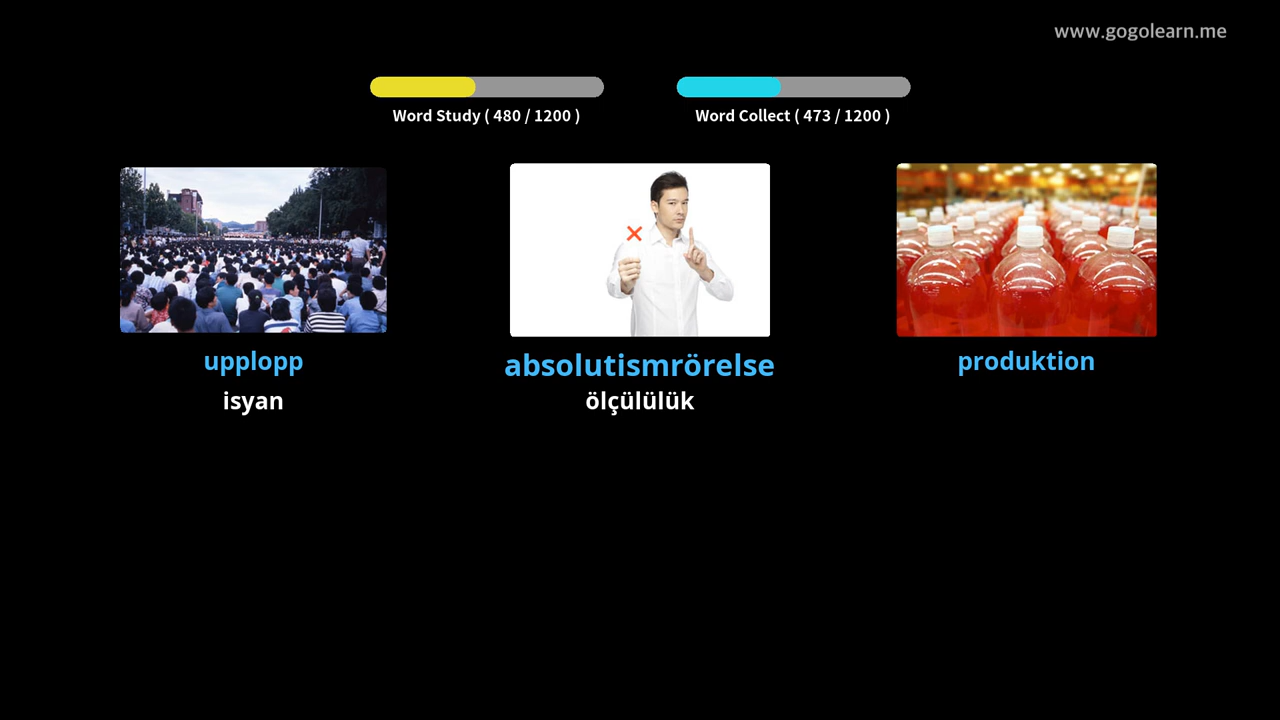 www.gogolearn.me
Word Study ( 480 / 1200 )
Word Collect ( 473 / 1200 )
upplopp
absolutismrörelse
produktion
isyan
ölçülülük